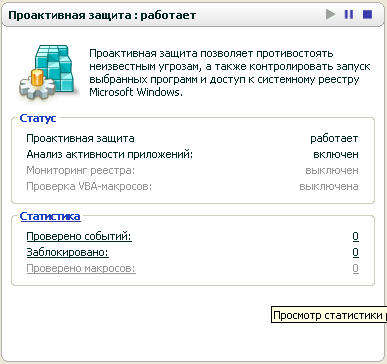 Проактивная защита : работает
Проактивная защита позволяет противостоять
неизвестным угрозам, а также контролировать запуск
выбранных программ и доступ к системному реестру
Microsoft Windows.
Статус
Проактивная защита работает
Анализ активности приложений: включен
Мониторинг реестра: выключен
Проверка VBA-макросов: выключена
Статистика
Проверено событий: 0
Заблокировано: 0
Проверено макросов: 0
Просмотр статистики